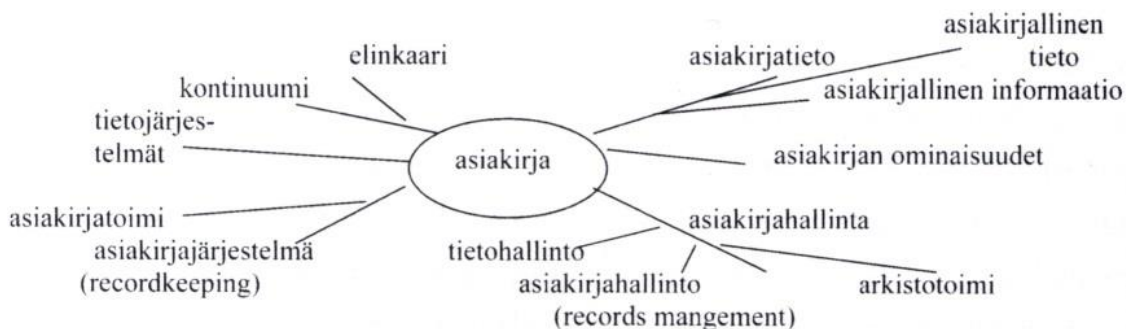 asiakirjallinen
tieto
elinkaari
asiakirjatieto
kontinuumi
asiakirjallinen informaatio
tietojärjes-
telmät
asiakirja
asiakirjan ominaisuudet
asiakirjatoimi
asiakirjahallinta
asiakirjajärjestelmä
(recordkeeping)
tietohallinto
asiakirjahallinto
(records mangement)
arkistotoimi